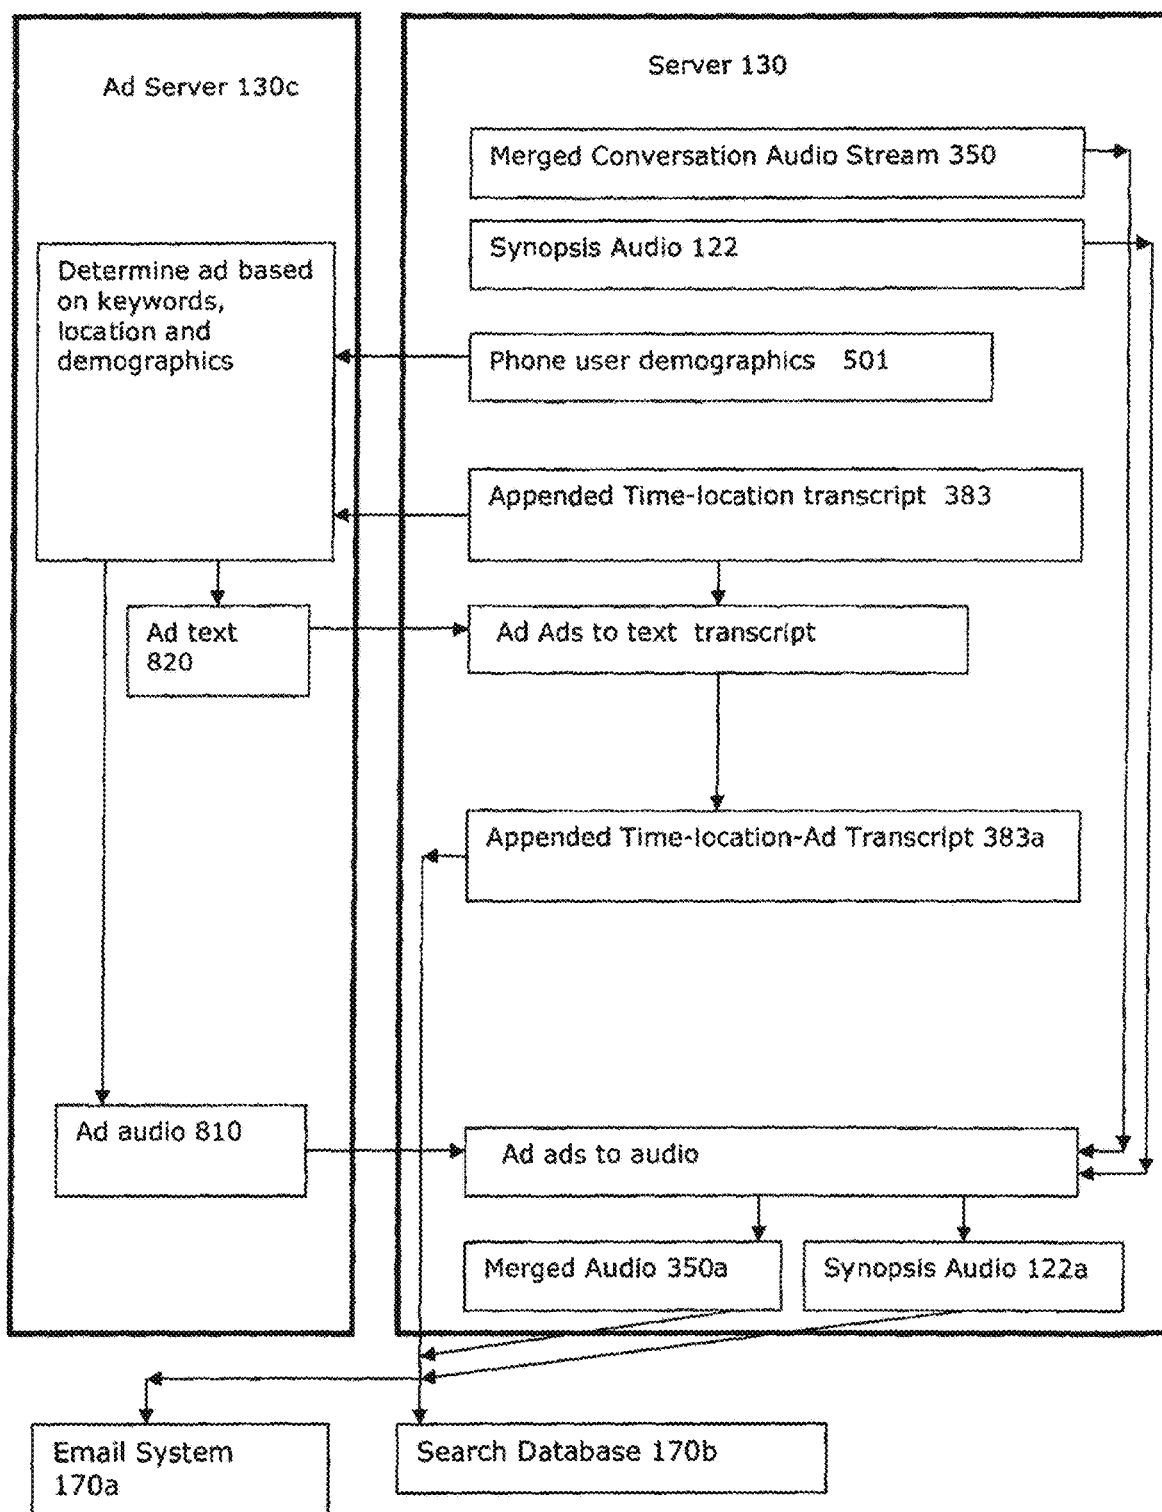 Ad Server 130c
Server 130
Merged Conversation Audio Stream 350
Synopsis Audio 122
Determine ad based
on keywords,
location and
demographics
Phone user demographics 501
Appended Time-location transcript 383
Ad text
820
Ad Ads to text transcript
Appended Time-location-Ad Transcript 383a
Ad audio 810
Ad ads to audio
Merged Audio 350a
Synopsis Audio 122a
Email System
170a
Search Database 170b